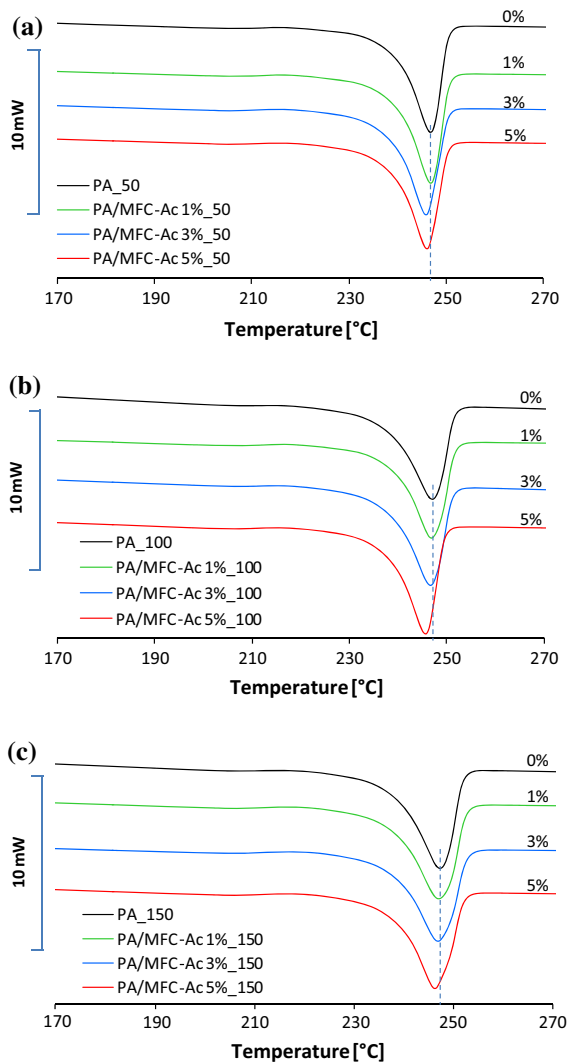 (a)
0%
1%
3%
5%
10 mW
PA_50
PA/MFC-Ac 1%_50
PA/MFC-Ac 3%_50
PA/MFC-Ac 5%_50
170 190 210 230 250 270
Temperature [°C]
(b)
0%
1%
3%
5%
10 mW
PA_100
PA/MFC-Ac 1%_100
PA/MFC-Ac 3%_100
PA/MFC-Ac 5%_100
170 190 210 230 250 270
Temperature [°C]
(c)
0%
1%
3%
5%
10 mW
PA_150
PA/MFC-Ac 1%_150
PA/MFC-Ac 3%_150
PA/MFC-Ac 5%_150
170 190 210 230 250 270
Temperature [°C]